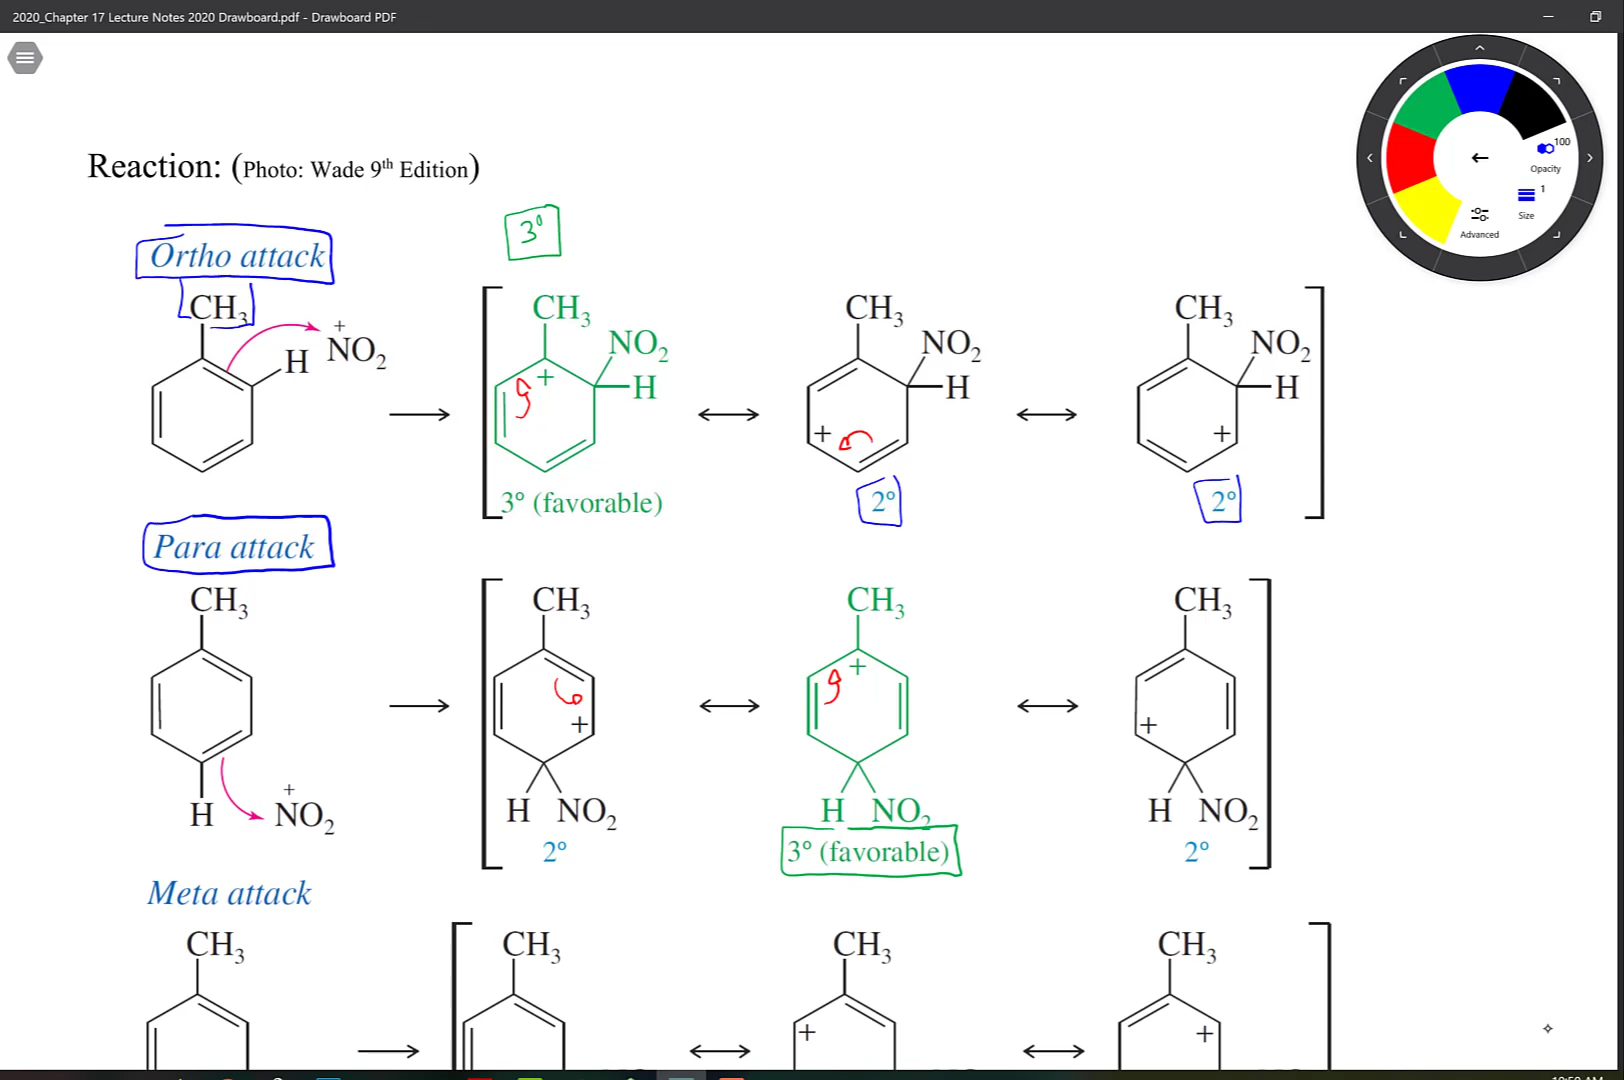 2020_Chapter 17 Lecture Notes 2020 Drawboard.pdf - Drawboard PDF
100
Opacity
1
Size
Advanced
Reaction: (Photo: Wade 9th Edition)
3°
Ortho attack
CH3 CH3 CH3 CH3
H +NO2 NO2 NO2 NO2
+ H + H + H
3° (favorable) 2° 2°
Para attack
CH3 CH3 CH3 CH3
+ + +
H +NO2 H NO2 H NO2 H NO2
2° 3° (favorable) 2°
Meta attack
CH3 CH3 CH3 CH3
+ +